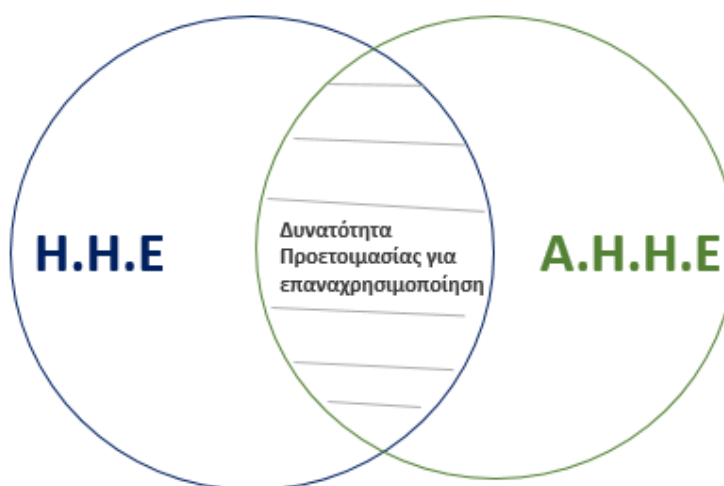 Η.Η.Ε
Δυνατότητα
Προετοιμασίας για
επαναχρησιμοποίηση
Α.Η.Η.Ε